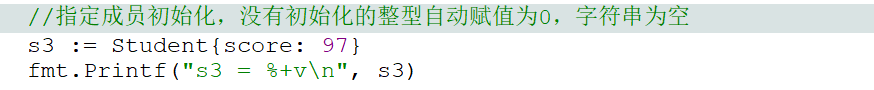 //指定成员初始化，没有初始化的整型自动赋值为0，字符串为空
s3 := Student{score: 97}
fmt.Printf("s3 = %+v\n", s3)